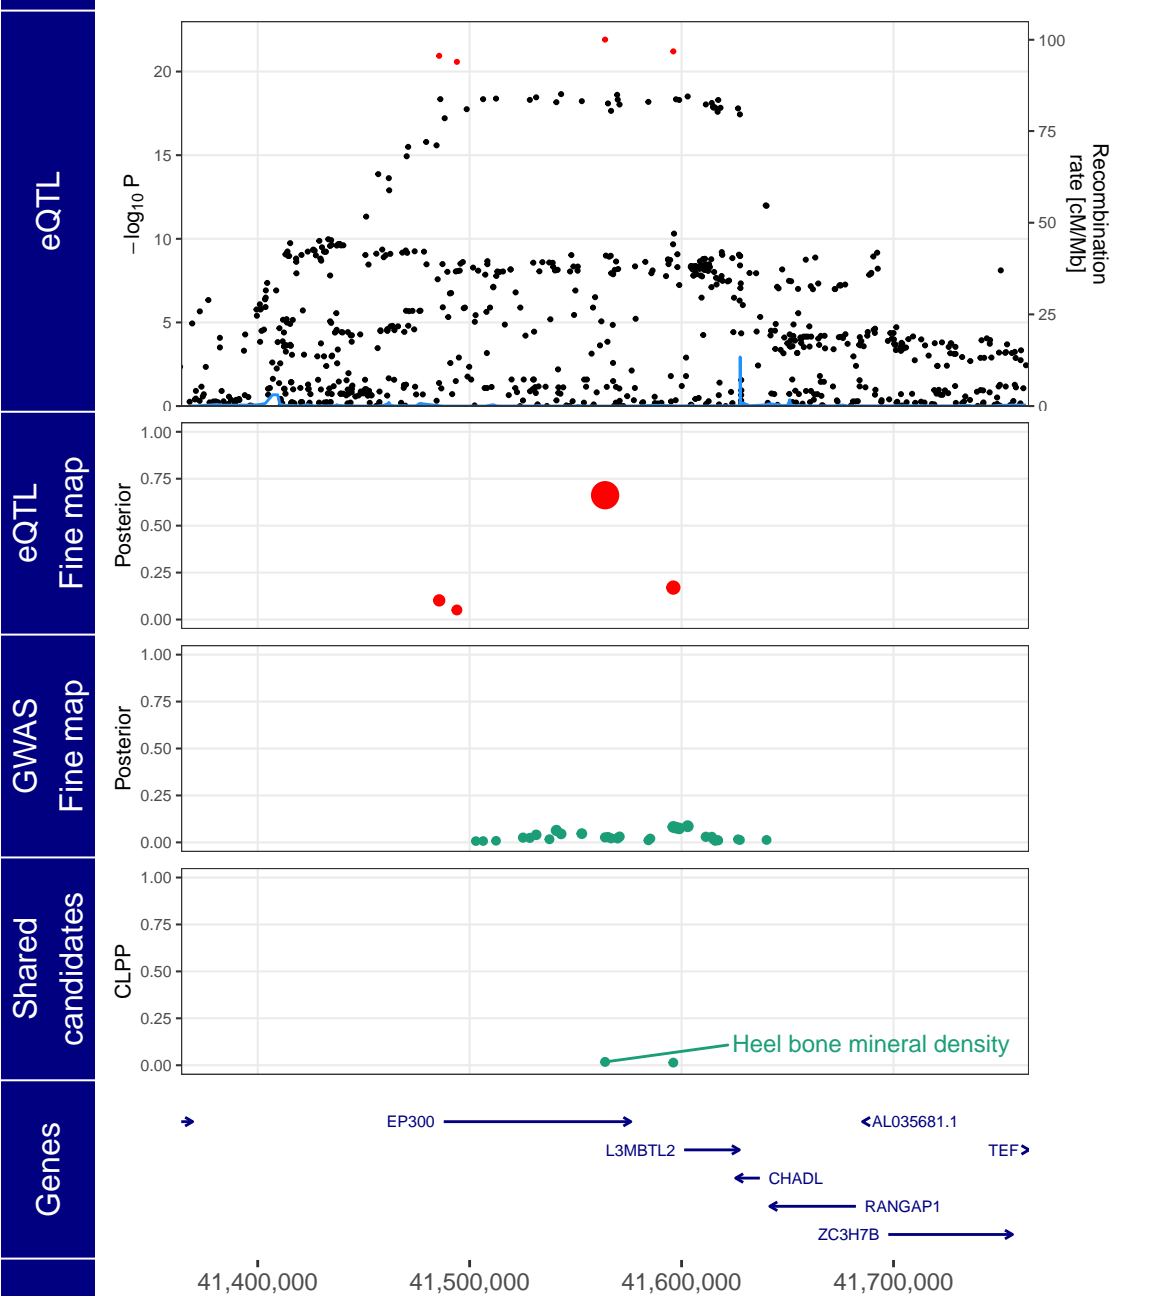 eQTL
−log10 P
20
15
10
5
0
100
75
50
25
0
Recombination
rate [cM/Mb]
eQTL
Fine map
Posterior
1.00
0.75
0.50
0.25
0.00
GWAS
Fine map
Posterior
1.00
0.75
0.50
0.25
0.00
Shared
candidates
CLPP
1.00
0.75
0.50
0.25
0.00
Heel bone mineral density
Genes
EP300
AL035681.1
L3MBTL2
TEF
CHADL
RANGAP1
ZC3H7B
41,400,000
41,500,000
41,600,000
41,700,000